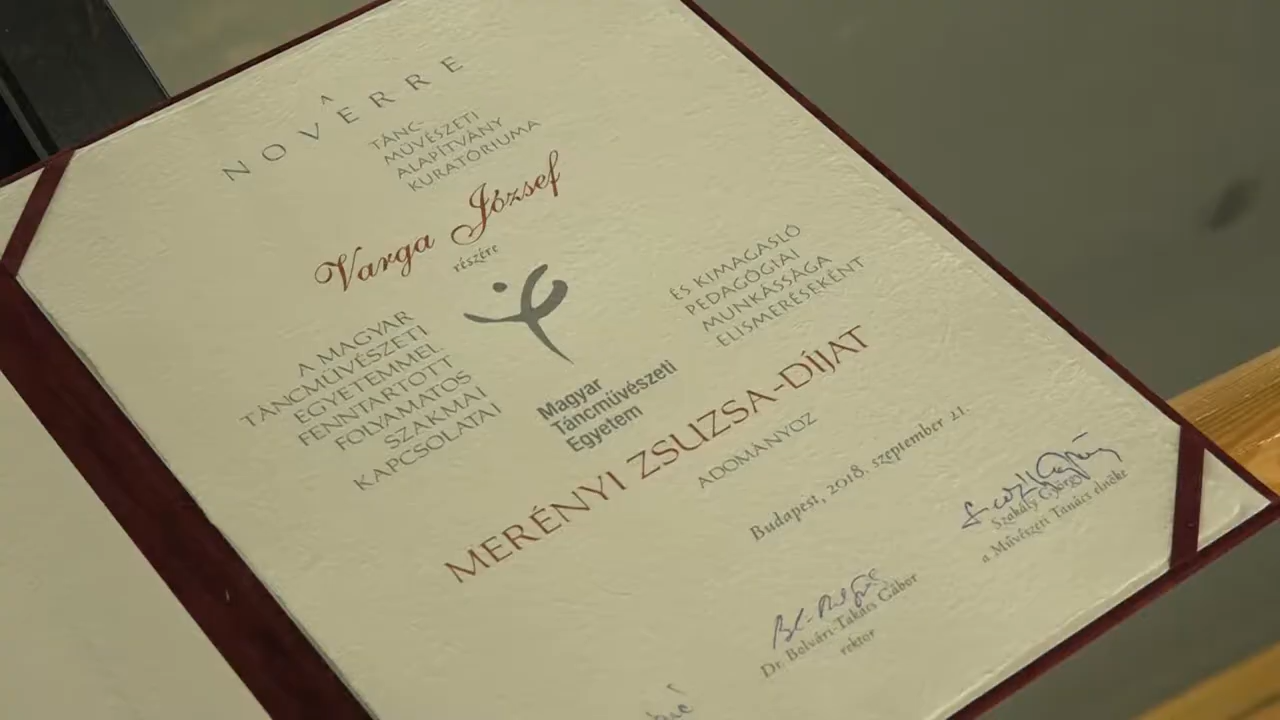 A
NOVERRE
TÁNC
MŰVÉSZETI
ALAPÍTVÁNY
KURATÓRIUMA
Varga József
részére
A MAGYAR
TÁNCMŰVÉSZETI
EGYETEMMEL
FENNTARTOTT
FOLYAMATOS
SZAKMAI
KAPCSOLATAI
Magyar
Táncművészeti
Egyetem
ÉS KIMAGASLÓ
PEDAGÓGIAI
MUNKÁSSÁGA
ELISMERÉSEKÉNT
MERÉNYI ZSUZSA-DÍJAT
ADOMÁNYOZ
Budapest, 2018. szeptember 21.
Szakály György
a Művészeti Tanács elnöke
Dr. Bolvári-Takács Gábor
rektor